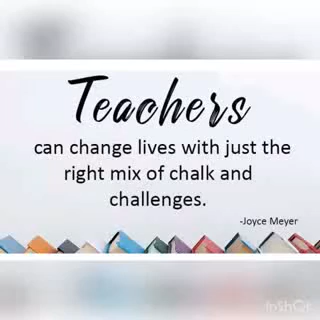 Teachers
can change lives with just the
right mix of chalk and
challenges.
-Joyce Meyer
InShOt